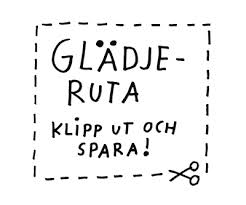 GLÄDJE-
RUTA
KLIPP UT OCH
SPARA!